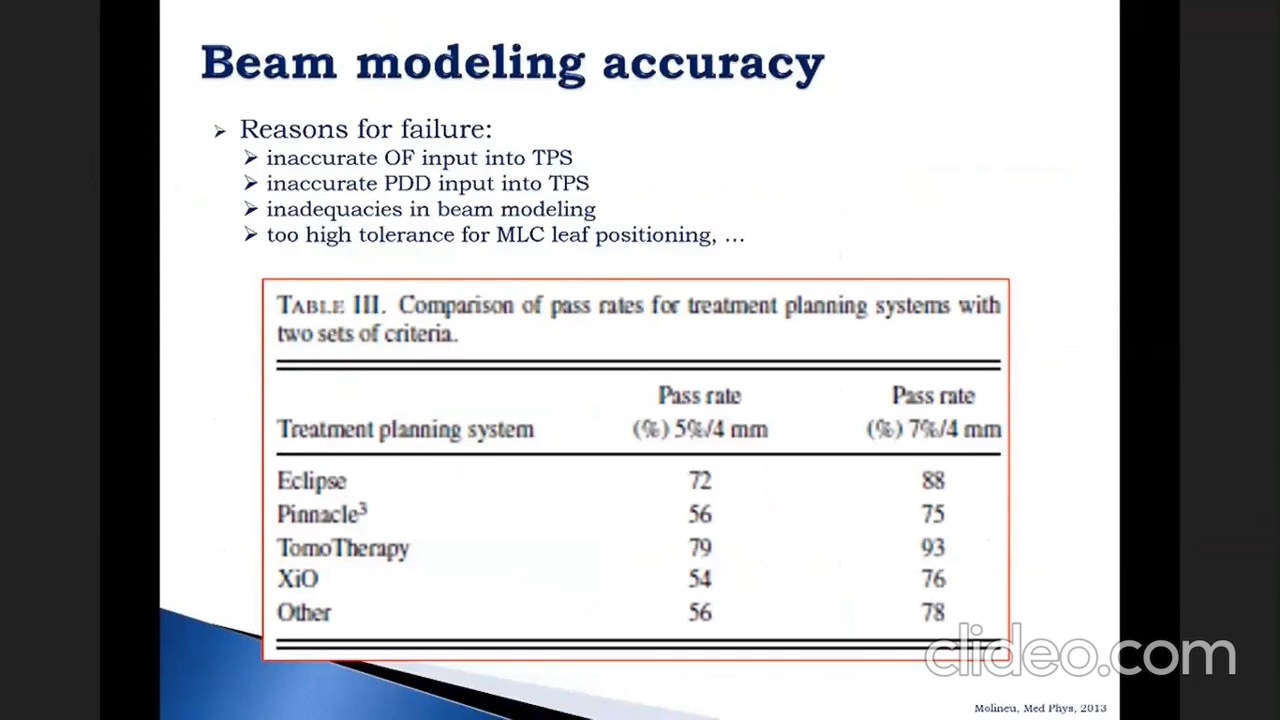 Beam modeling accuracy
➢ Reasons for failure:
➢ inaccurate OF input into TPS
➢ inaccurate PDD input into TPS
➢ inadequacies in beam modeling
➢ too high tolerance for MLC leaf positioning, …
TABLE III. Comparison of pass rates for treatment planning systems with
two sets of criteria.
Pass rate Pass rate
Treatment planning system (%) 5%/4 mm (%) 7%/4 mm
Eclipse 72 88
Pinnacle³ 56 75
TomoTherapy 79 93
XiO 54 76
Other 56 78
clideo.com
Molineu, Med Phys, 2013